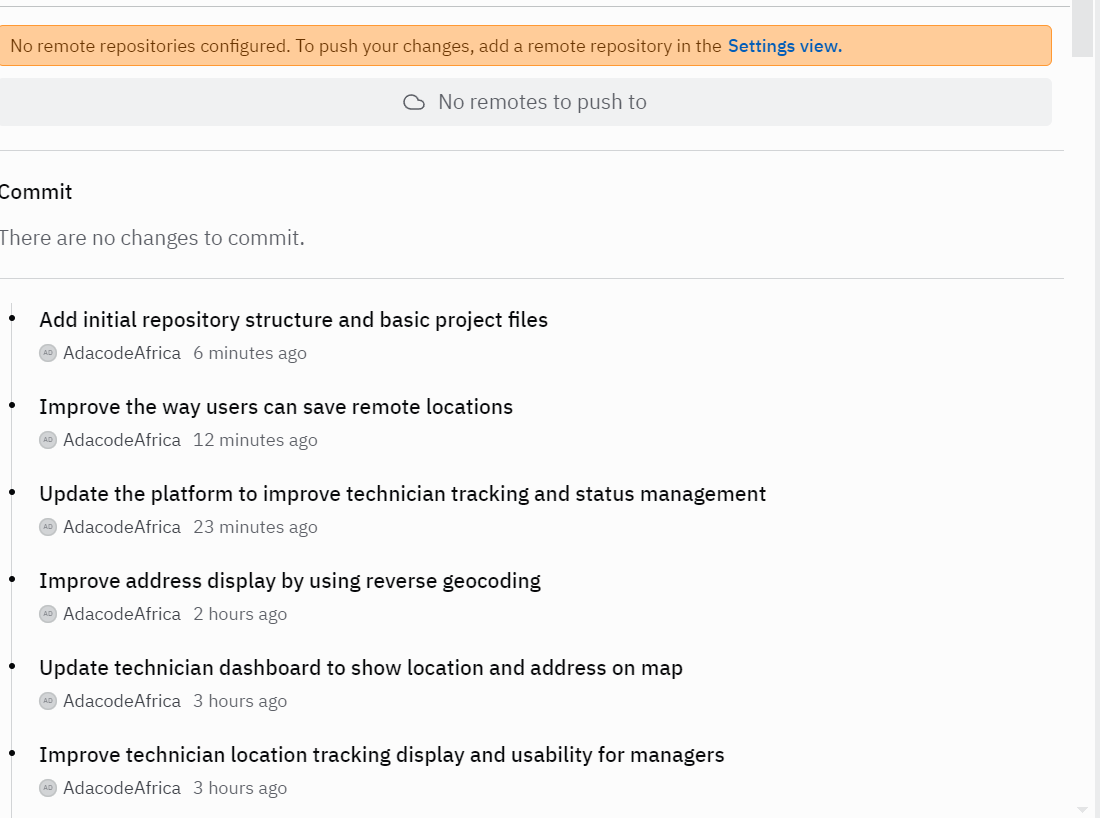 No remote repositories configured. To push your changes, add a remote repository in the Settings view.
No remotes to push to
Commit
There are no changes to commit.
Add initial repository structure and basic project files
AD AdacodeAfrica 6 minutes ago
Improve the way users can save remote locations
AD AdacodeAfrica 12 minutes ago
Update the platform to improve technician tracking and status management
AD AdacodeAfrica 23 minutes ago
Improve address display by using reverse geocoding
AD AdacodeAfrica 2 hours ago
Update technician dashboard to show location and address on map
AD AdacodeAfrica 3 hours ago
Improve technician location tracking display and usability for managers
AD AdacodeAfrica 3 hours ago